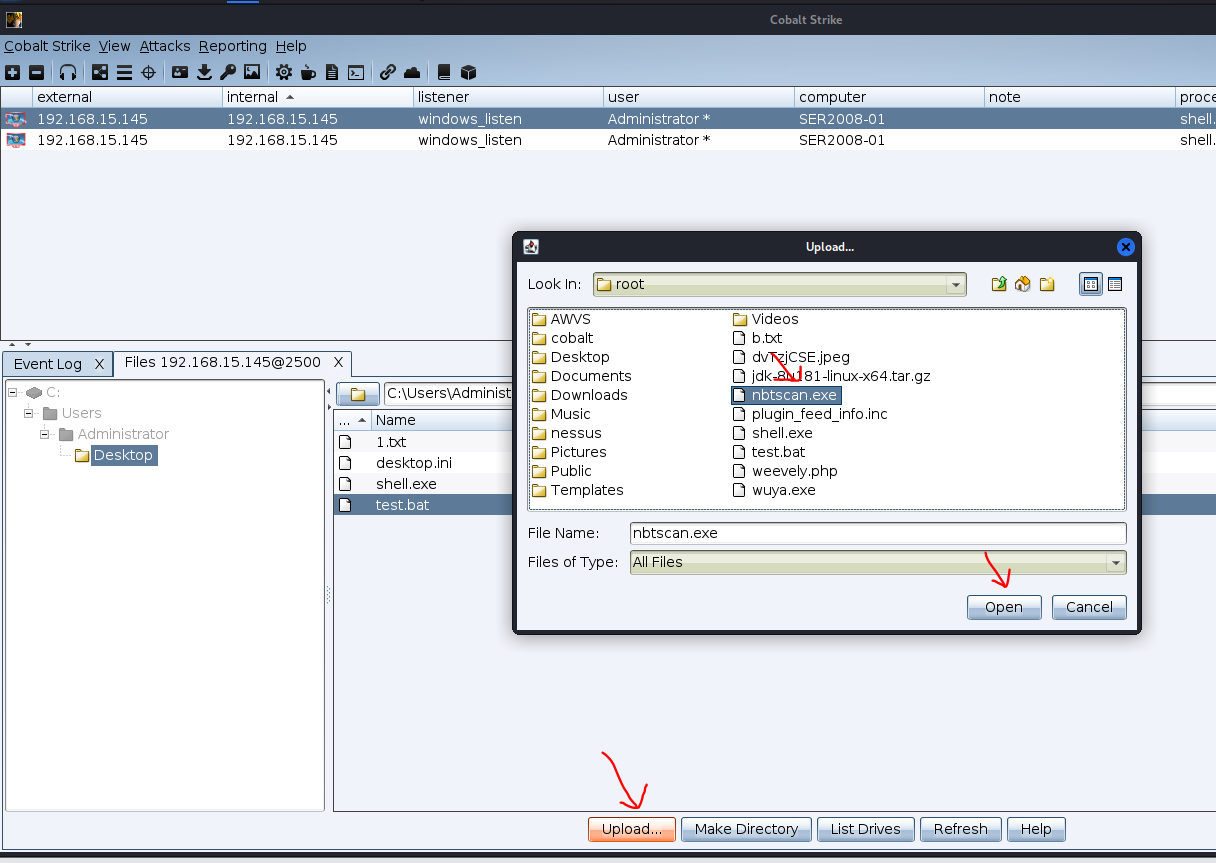 Cobalt Strike
Cobalt Strike View Attacks Reporting Help
external internal listener user computer note proce
192.168.15.145 192.168.15.145 windows_listen Administrator * SER2008-01 shell.
192.168.15.145 192.168.15.145 windows_listen Administrator * SER2008-01 shell.
Upload...
Look In: root
AWVS
cobalt
Desktop
Documents
Downloads
Music
nessus
Pictures
Public
Templates
Videos
b.txt
dvTzjCSE.jpeg
jdk-8u181-linux-x64.tar.gz
nbtscan.exe
plugin_feed_info.inc
shell.exe
test.bat
weevely.php
wuya.exe
File Name: nbtscan.exe
Files of Type: All Files
Open Cancel
Event Log X Files 192.168.15.145@2500 X
C:
Users
Administrator
Desktop
C:\Users\Administ
... Name
1.txt
desktop.ini
shell.exe
test.bat
Upload... Make Directory List Drives Refresh Help